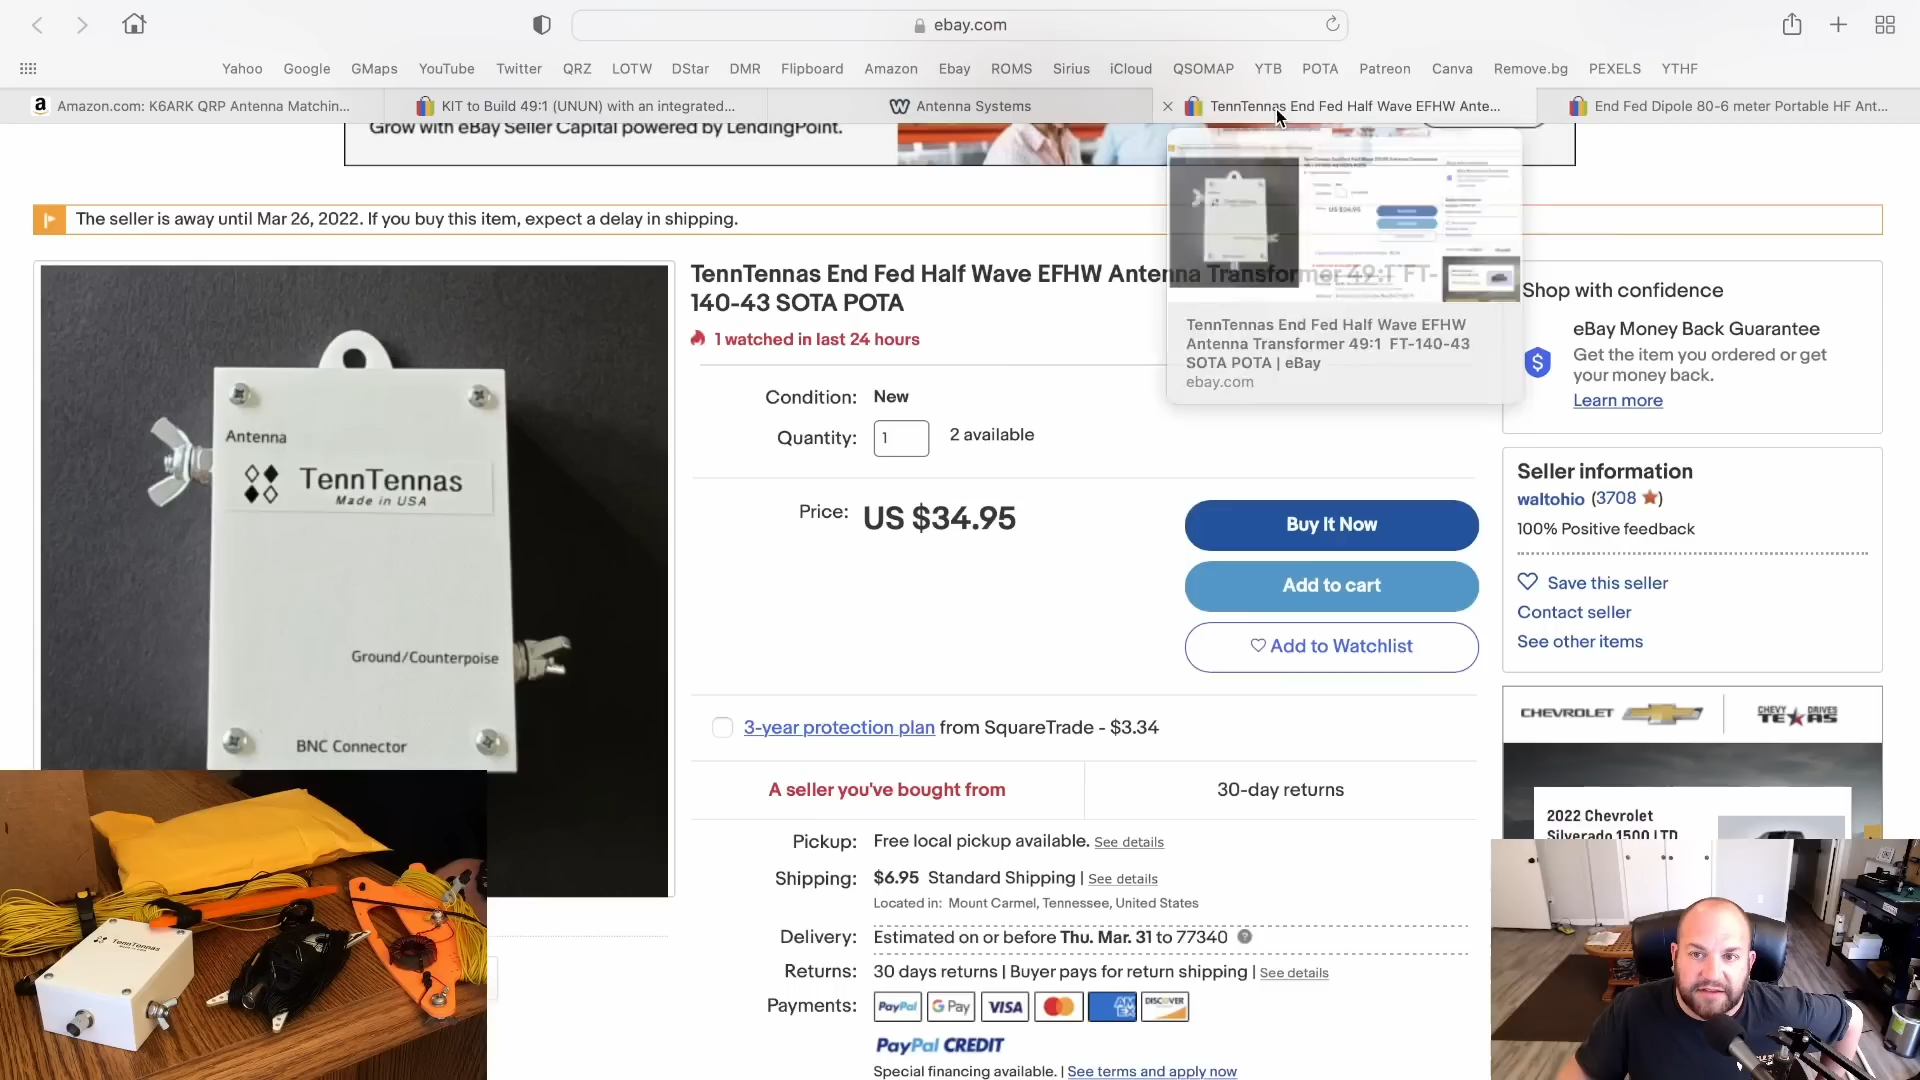 ebay.com
Yahoo Google GMaps YouTube Twitter QRZ LOTW DStar DMR Flipboard Amazon Ebay ROMS Sirius iCloud QSOMAP YTB POTA Patreon Canva Remove.bg PEXELS YTHF
Amazon.com: K6ARK QRP Antenna Matchin...
KIT to Build 49:1 (UNUN) with an integrated...
Antenna Systems
TennTennas End Fed Half Wave EFHW Ante...
End Fed Dipole 80-6 meter Portable HF Ant...
Grow with eBay Seller Capital powered by LendingPoint.
The seller is away until Mar 26, 2022. If you buy this item, expect a delay in shipping.
Antenna
TennTennas
Made in USA
Ground/Counterpoise
BNC Connector
TennTennas End Fed Half Wave EFHW Antenna Transformer 49:1 FT-
140-43 SOTA POTA
1 watched in last 24 hours
TennTennas End Fed Half Wave EFHW
Antenna Transformer 49:1 FT-140-43
SOTA POTA | eBay
ebay.com
Condition: New
Quantity: 1 2 available
Price: US $34.95
Buy It Now
Add to cart
Add to Watchlist
3-year protection plan from SquareTrade - $3.34
A seller you've bought from
30-day returns
Pickup: Free local pickup available. See details
Shipping: $6.95 Standard Shipping | See details
Located in: Mount Carmel, Tennessee, United States
Delivery: Estimated on or before Thu. Mar. 31 to 77340
Returns: 30 days returns | Buyer pays for return shipping | See details
Payments: PayPal G Pay VISA AM EX DISCOVER
PayPal CREDIT
Special financing available. | See terms and apply now
Shop with confidence
eBay Money Back Guarantee
Get the item you ordered or get
your money back.
Learn more
Seller information
waltohio (3708)
100% Positive feedback
Save this seller
Contact seller
See other items
CHEVROLET
CHEVY DRIVES
TEXAS
2022 Chevrolet
Silverado 1500 LTD
TennTennas